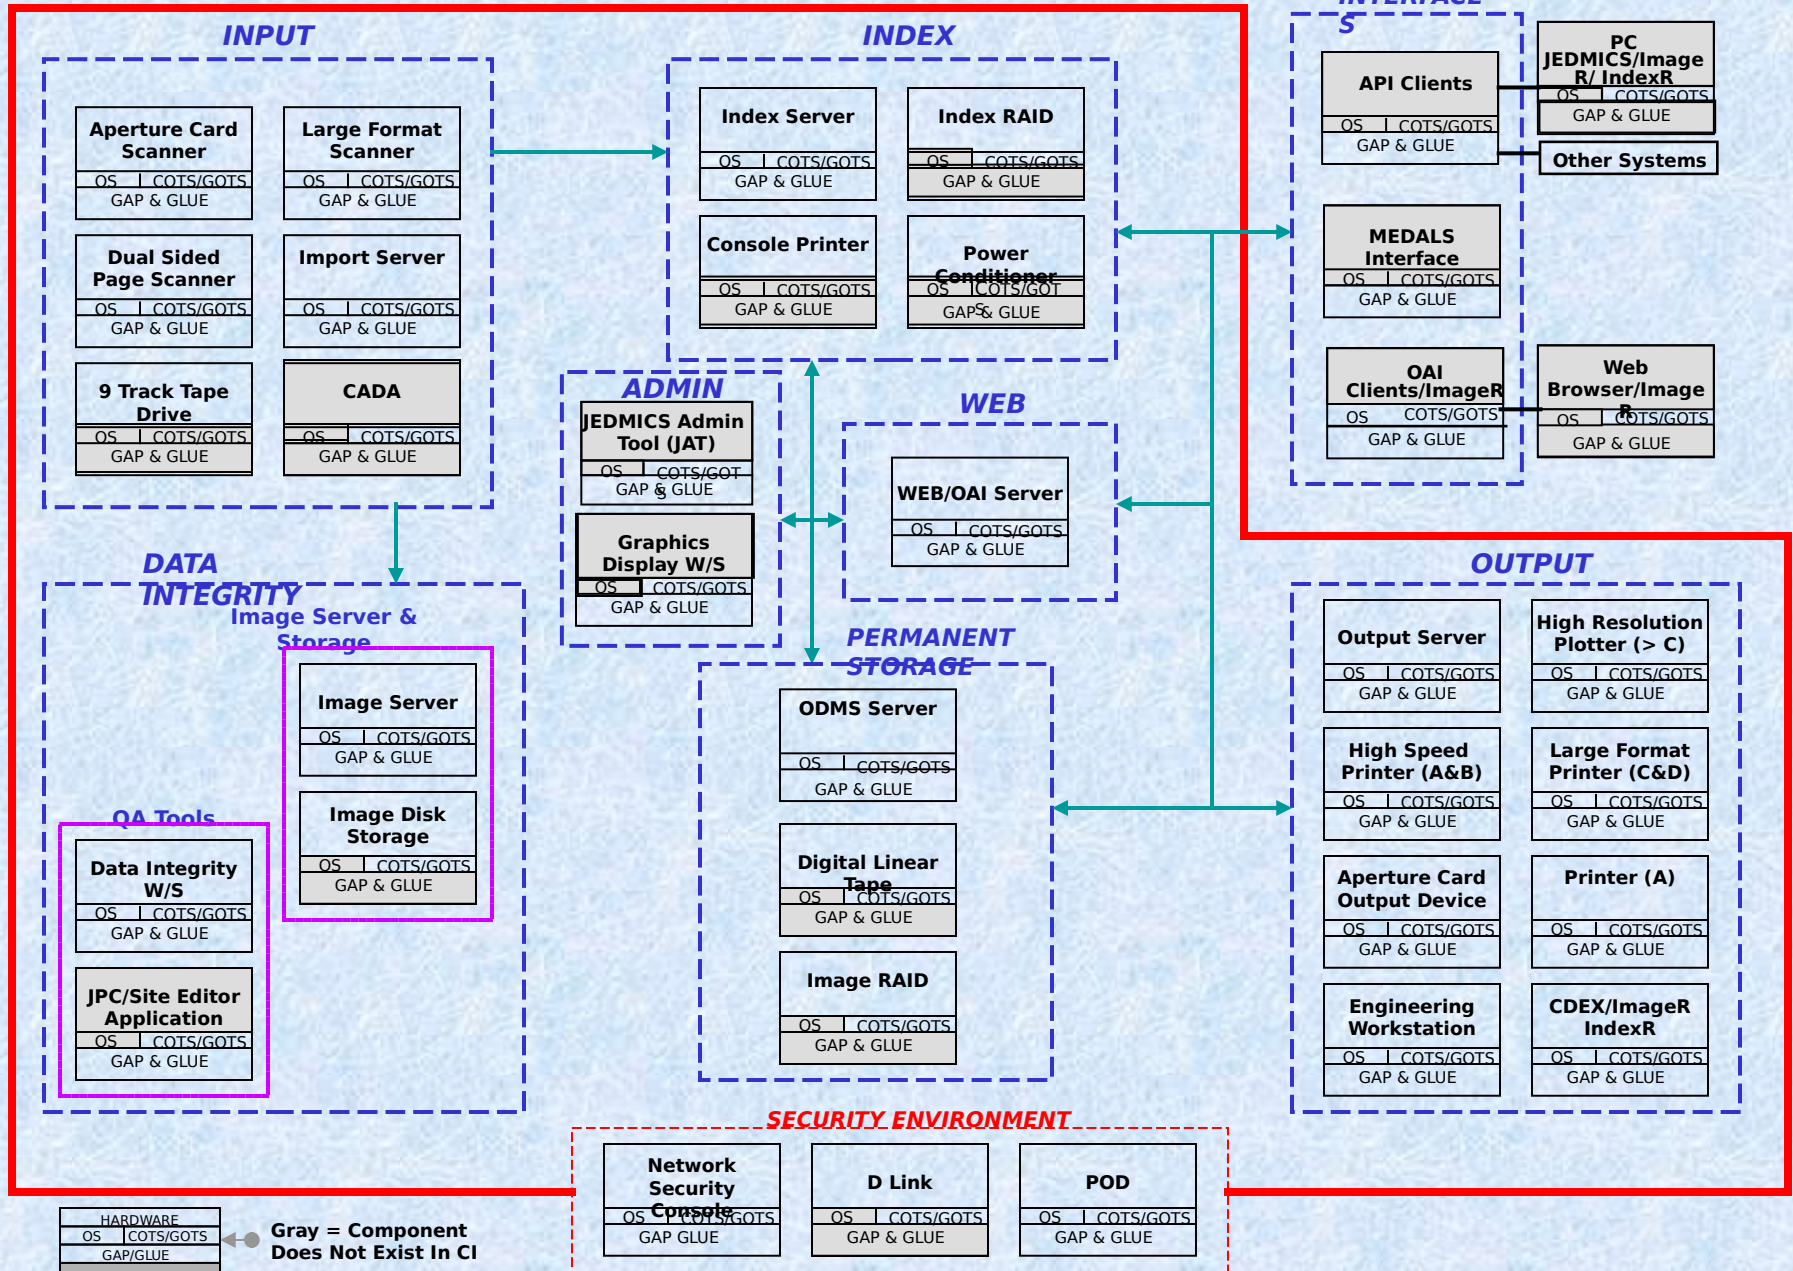 INPUT
Aperture Card
Scanner
OS COTS/GOTS
GAP & GLUE
Large Format
Scanner
OS COTS/GOTS
GAP & GLUE
Dual Sided
Page Scanner
OS COTS/GOTS
GAP & GLUE
Import Server
OS COTS/GOTS
GAP & GLUE
9 Track Tape
Drive
OS COTS/GOTS
GAP & GLUE
CADA
OS COTS/GOTS
GAP & GLUE
INDEX
Index Server
OS COTS/GOTS
GAP & GLUE
Index RAID
OS COTS/GOTS
GAP & GLUE
Console Printer
OS COTS/GOTS
GAP & GLUE
Power
Conditioner
OS COTS/GOT
S
GAP & GLUE
INTERFACE
S
API Clients
OS COTS/GOTS
GAP & GLUE
PC
JEDMICS/Image
R/ IndexR
OS COTS/GOTS
GAP & GLUE
Other Systems
MEDALS
Interface
OS COTS/GOTS
GAP & GLUE
OAI
Clients/ImageR
OS COTS/GOTS
GAP & GLUE
Web
Browser/Image
R
OS COTS/GOTS
GAP & GLUE
ADMIN
JEDMICS Admin
Tool (JAT)
OS COTS/GOT
S
GAP & GLUE
Graphics
Display W/S
OS COTS/GOTS
GAP & GLUE
WEB
WEB/OAI Server
OS COTS/GOTS
GAP & GLUE
DATA
INTEGRITY
Image Server &
Storage
Image Server
OS COTS/GOTS
GAP & GLUE
Image Disk
Storage
OS COTS/GOTS
GAP & GLUE
QA Tools
Data Integrity
W/S
OS COTS/GOTS
GAP & GLUE
JPC/Site Editor
Application
OS COTS/GOTS
GAP & GLUE
PERMANENT
STORAGE
ODMS Server
OS COTS/GOTS
GAP & GLUE
Digital Linear
Tape
OS COTS/GOTS
GAP & GLUE
Image RAID
OS COTS/GOTS
GAP & GLUE
OUTPUT
Output Server
OS COTS/GOTS
GAP & GLUE
High Resolution
Plotter (> C)
OS COTS/GOTS
GAP & GLUE
High Speed
Printer (A&B)
OS COTS/GOTS
GAP & GLUE
Large Format
Printer (C&D)
OS COTS/GOTS
GAP & GLUE
Aperture Card
Output Device
OS COTS/GOTS
GAP & GLUE
Printer (A)
OS COTS/GOTS
GAP & GLUE
Engineering
Workstation
OS COTS/GOTS
GAP & GLUE
CDEX/ImageR
IndexR
OS COTS/GOTS
GAP & GLUE
SECURITY ENVIRONMENT
Network
Security
Console
OS COTS/GOTS
GAP GLUE
D Link
OS COTS/GOTS
GAP & GLUE
POD
OS COTS/GOTS
GAP & GLUE
HARDWARE
OS COTS/GOTS
GAP/GLUE
Gray = Component
Does Not Exist In CI